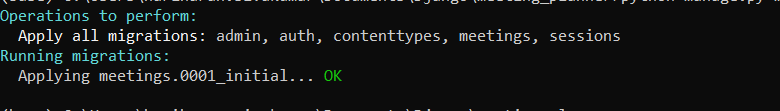 Operations to perform:
Apply all migrations: admin, auth, contenttypes, meetings, sessions
Running migrations:
Applying meetings.0001_initial... OK